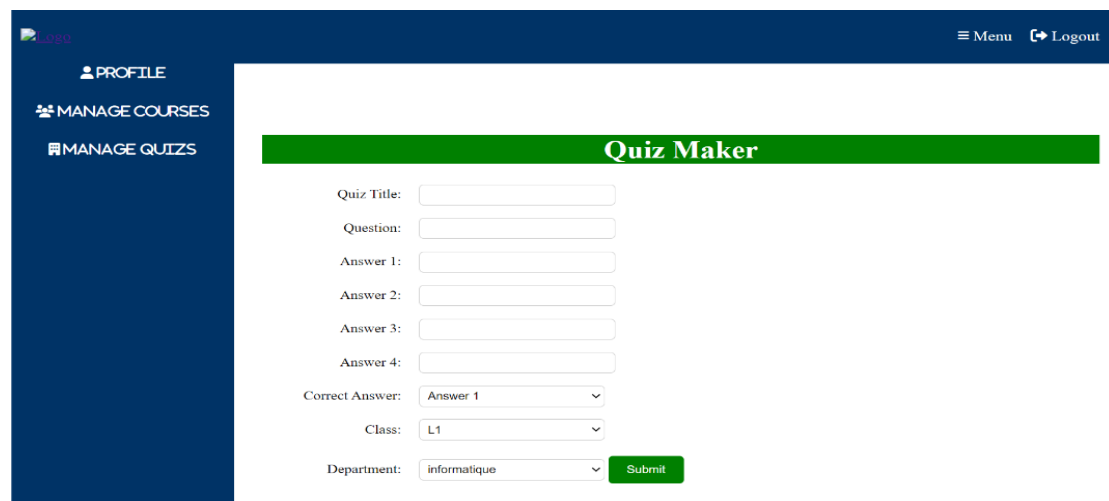 Logo
Menu Logout
PROFILE
MANAGE COURSES
MANAGE QUIZS
Quiz Maker
Quiz Title:
Question:
Answer 1:
Answer 2:
Answer 3:
Answer 4:
Correct Answer: Answer 1
Class: L1
Department: informatique Submit